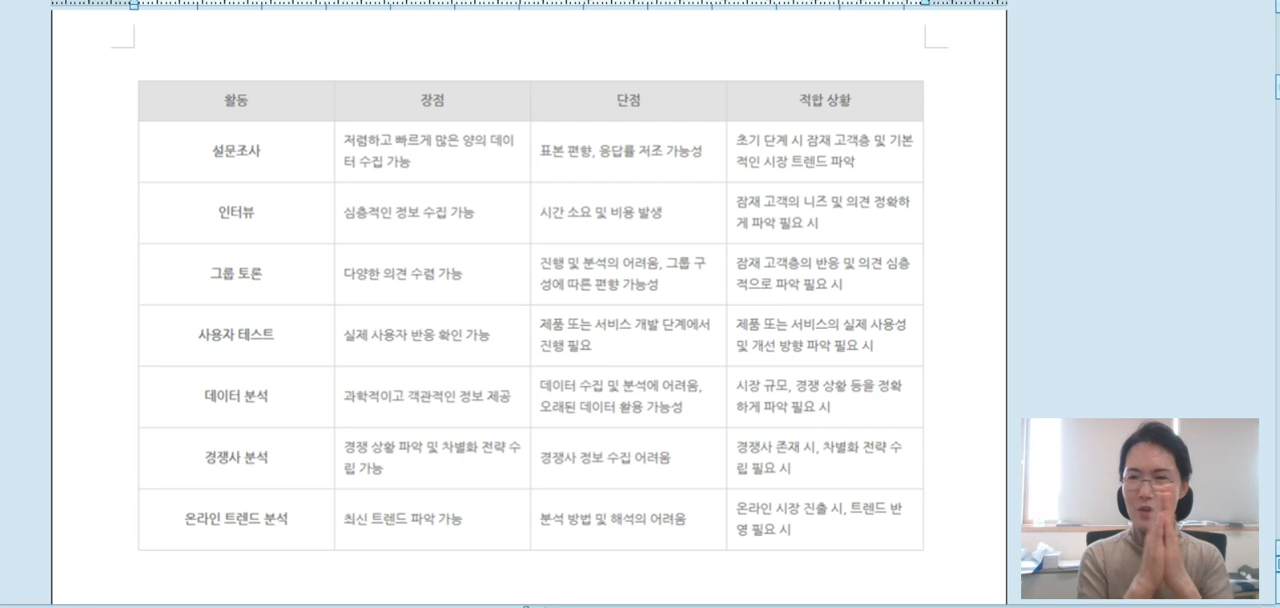 활동 장점 단점 적합 상황
설문조사
저렴하고 빠르게 많은 양의 데이
터 수집 가능
표본 편향, 응답률 저조 가능성
초기 단계 시 잠재 고객층 및 기본
적인 시장 트렌드 파악
인터뷰
심층적인 정보 수집 가능
시간 소요 및 비용 발생
잠재 고객의 니즈 및 의견 정확하
게 파악 필요 시
그룹 토론
다양한 의견 수렴 가능
진행 및 분석의 어려움, 그룹 구
성에 따른 편향 가능성
잠재 고객층의 반응 및 의견 심층
적으로 파악 필요 시
사용자 테스트
실제 사용자 반응 확인 가능
제품 또는 서비스 개발 단계에서
진행 필요
제품 또는 서비스의 실제 사용성
및 개선 방향 파악 필요 시
데이터 분석
과학적이고 객관적인 정보 제공
데이터 수집 및 분석에 어려움,
오래된 데이터 활용 가능성
시장 규모, 경쟁 상황 등을 정확
하게 파악 필요 시
경쟁사 분석
경쟁 상황 파악 및 차별화 전략 수
립 가능
경쟁사 정보 수집 어려움
경쟁사 존재 시, 차별화 전략 수
립 필요 시
온라인 트렌드 분석
최신 트렌드 파악 가능
분석 방법 및 해석의 어려움
온라인 시장 진출 시, 트렌드 반
영 필요 시